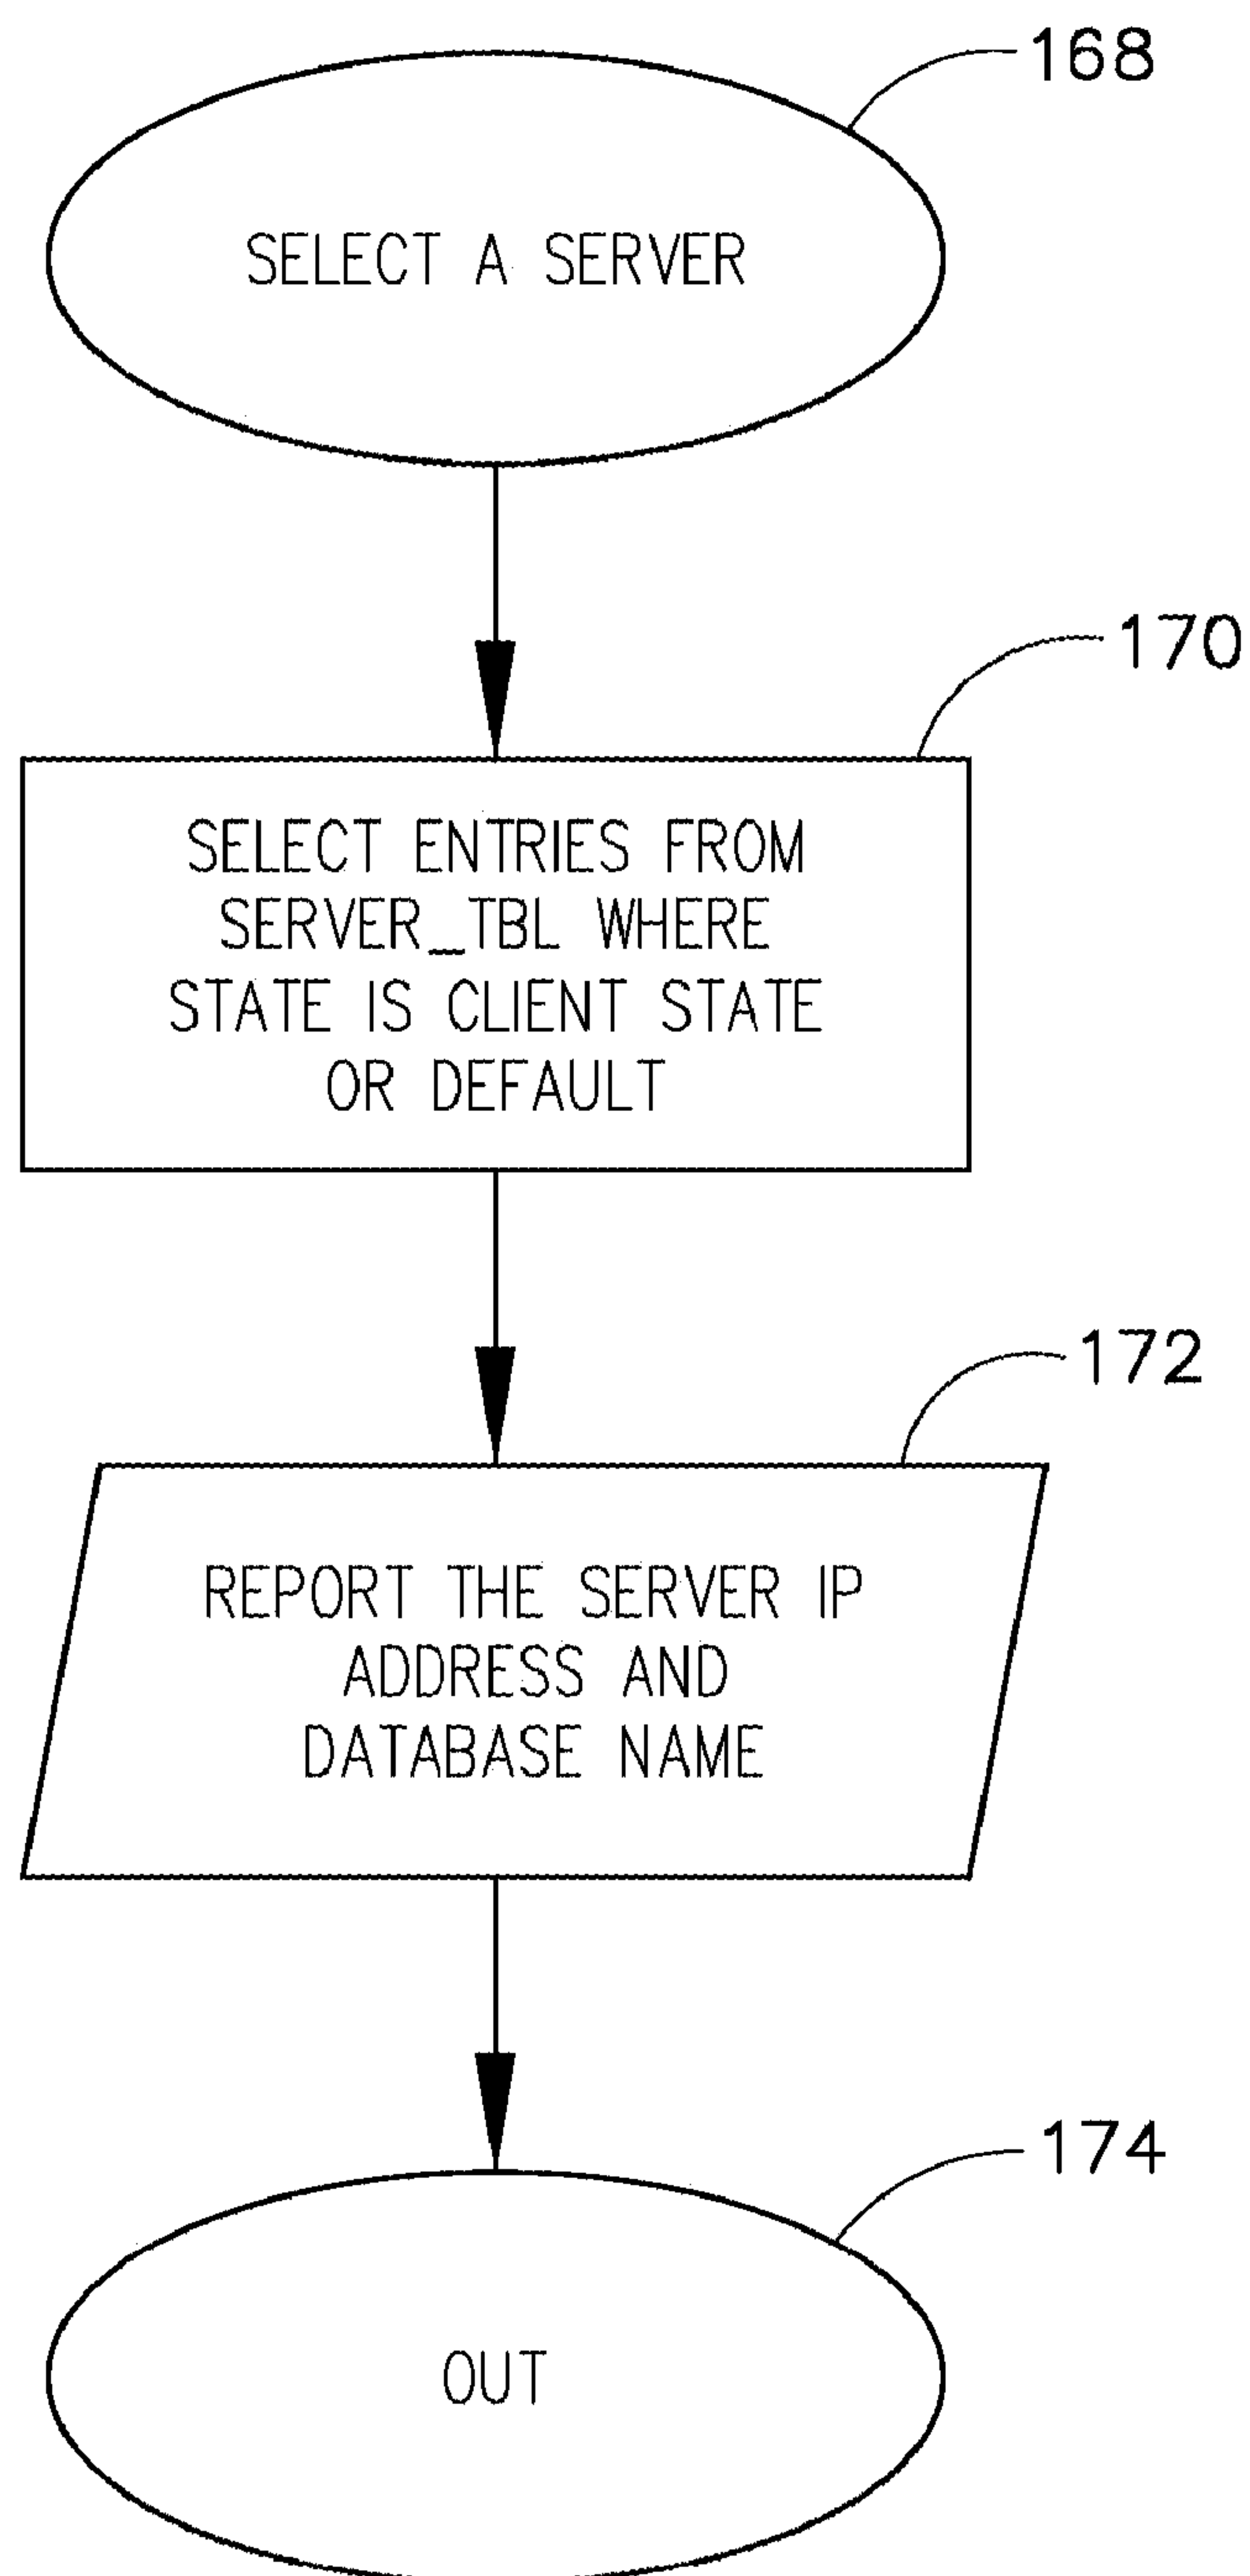 168
SELECT A SERVER
170
SELECT ENTRIES FROM
SERVER_TBL WHERE
STATE IS CLIENT STATE
OR DEFAULT
172
REPORT THE SERVER IP
ADDRESS AND
DATABASE NAME
174
OUT